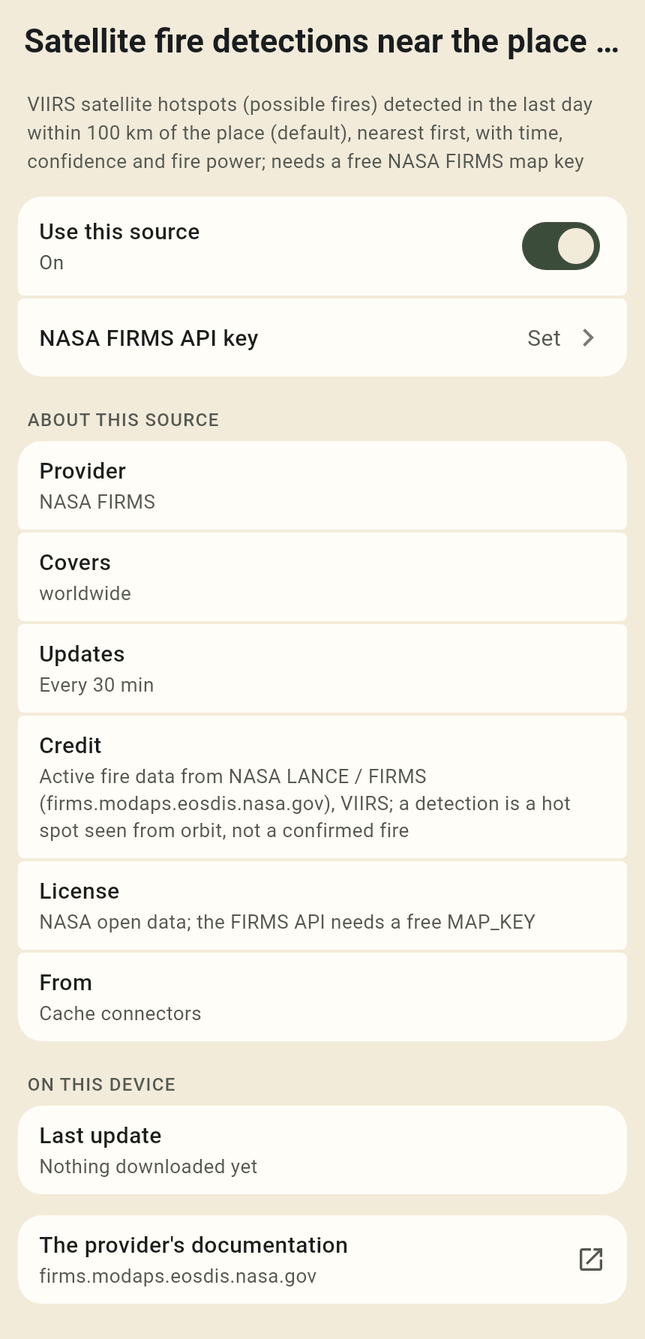 Satellite fire detections near the place ...
VIIRS satellite hotspots (possible fires) detected in the last day
within 100 km of the place (default), nearest first, with time,
confidence and fire power; needs a free NASA FIRMS map key
Use this source
On
NASA FIRMS API key
Set
ABOUT THIS SOURCE
Provider
NASA FIRMS
Covers
worldwide
Updates
Every 30 min
Credit
Active fire data from NASA LANCE / FIRMS
(firms.modaps.eosdis.nasa.gov), VIIRS; a detection is a hot
spot seen from orbit, not a confirmed fire
License
NASA open data; the FIRMS API needs a free MAP_KEY
From
Cache connectors
ON THIS DEVICE
Last update
Nothing downloaded yet
The provider's documentation
firms.modaps.eosdis.nasa.gov